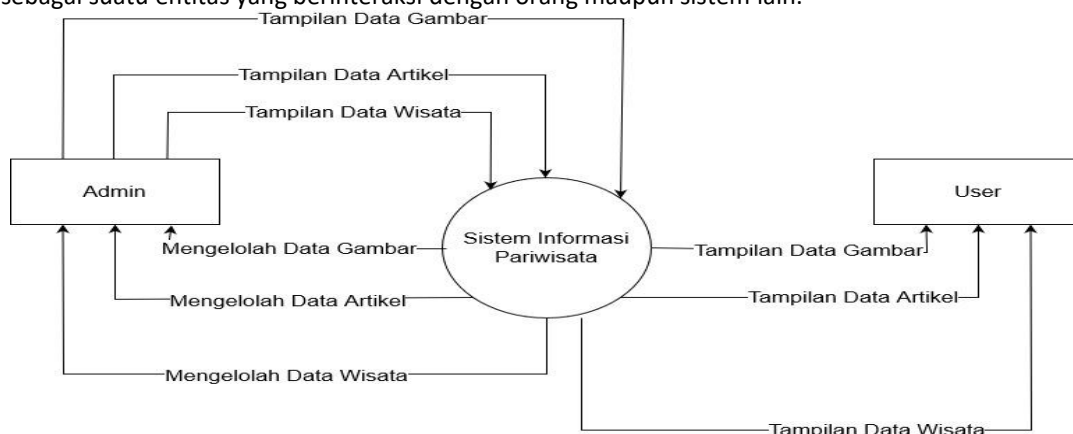 sebagai suatu entitas yang berinteraksi dengan orang maupun sistem lain.
Tampilan Data Gambar
Tampilan Data Artikel
Tampilan Data Wisata
Admin
User
Sistem Informasi
Pariwisata
Mengelolah Data Gambar
Tampilan Data Gambar
Mengelolah Data Artikel
Tampilan Data Artikel
Mengelolah Data Wisata
Tampilan Data Wisata